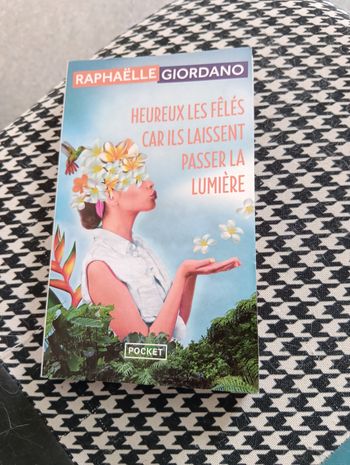 RAPHAËLLE GIORDANO
HEUREUX LES FÊLÉS
CAR ILS LAISSENT
PASSER LA
LUMIÈRE
POCKET